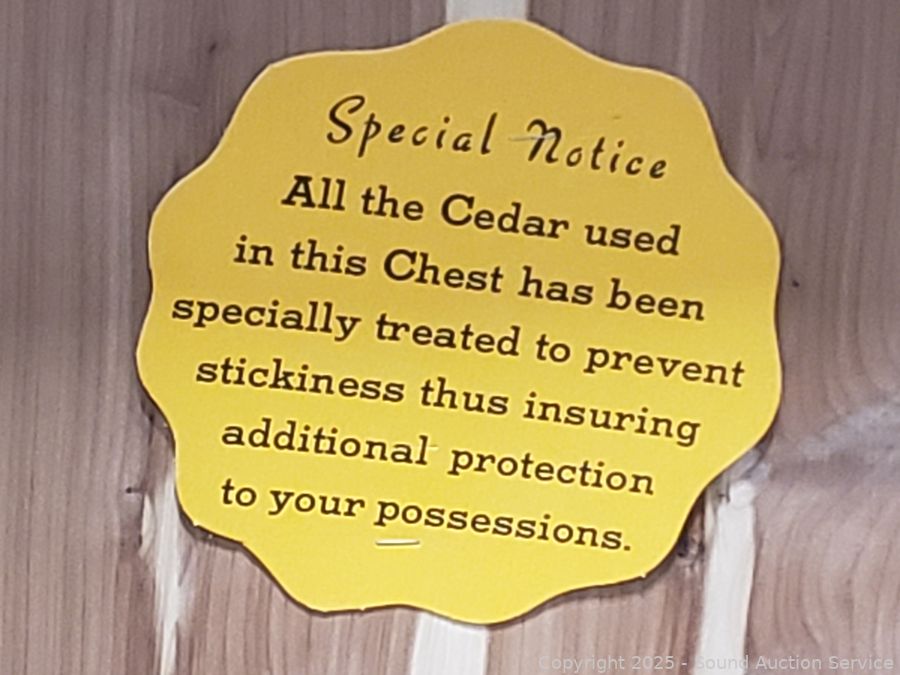 Special Notice
All the Cedar used
in this Chest has been
specially treated to prevent
stickiness thus insuring
additional protection
to your possessions.
Copyright 2025 - Sound Auction Service